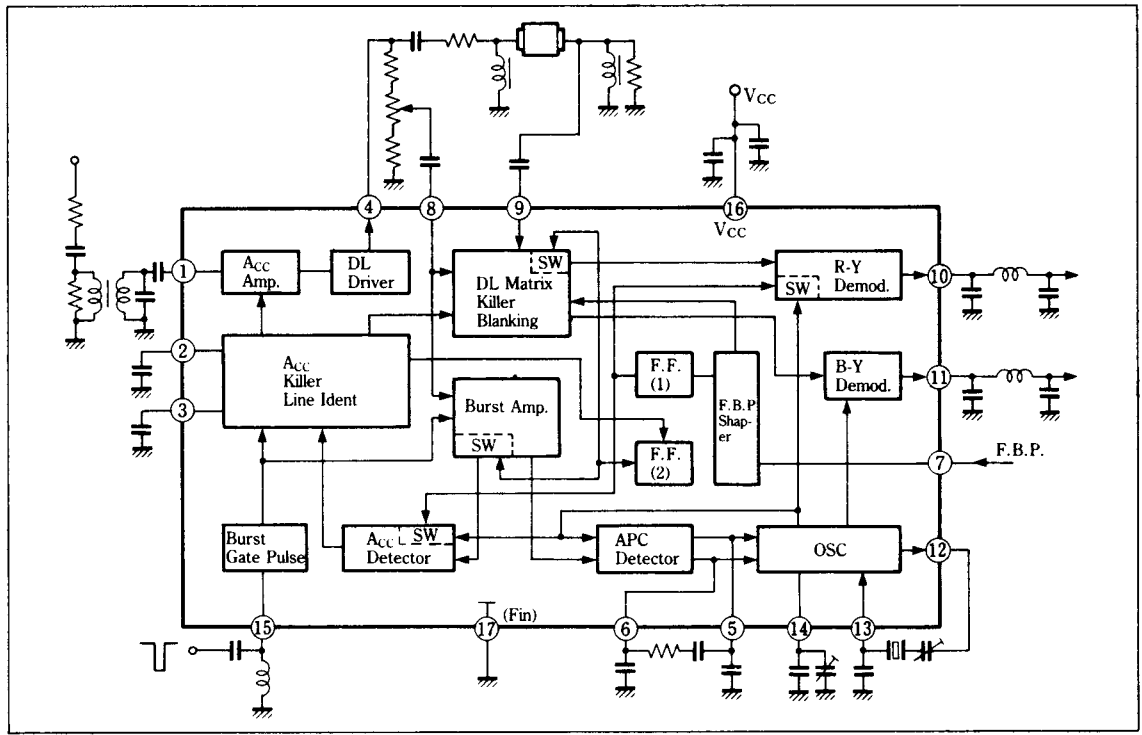 VCC
4
8
9
16
VCC
1
ACC
Amp.
DL
Driver
SW
DL Matrix
Killer
Blanking
R-Y
Demod.
SW
10
2
3
ACC
Killer
Line Ident
F.F.
(1)
B-Y
Demod.
11
Burst Amp.
SW
F.B.P
Shap-
er
F.F.
(2)
7
F.B.P.
Burst
Gate Pulse
SW
ACC
Detector
APC
Detector
OSC
12
15
17
(Fin)
6
5
14
13